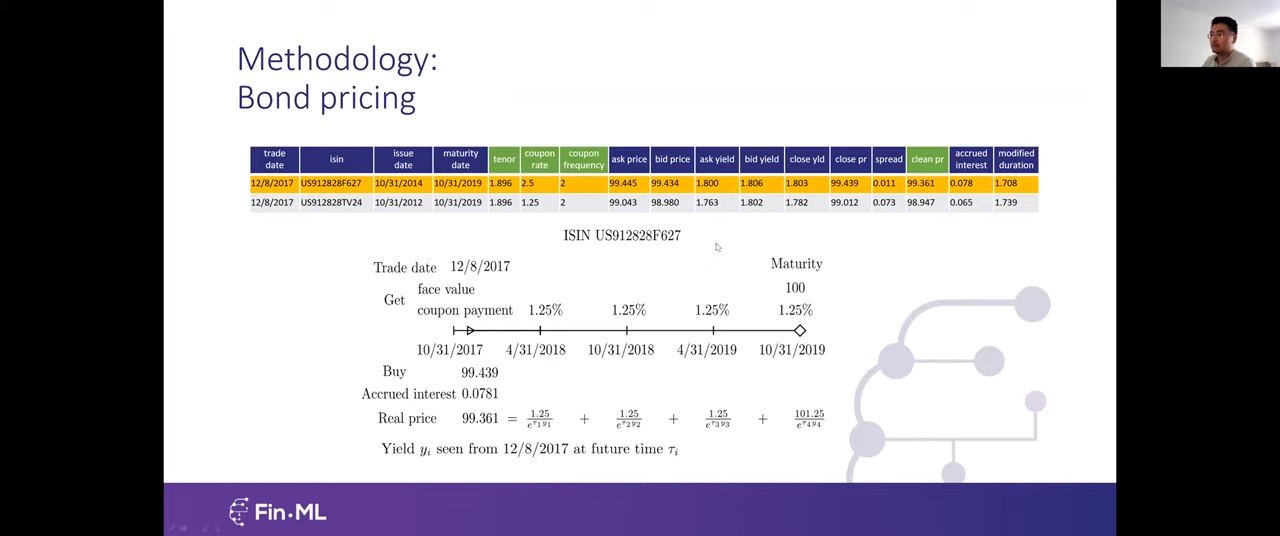 Methodology:
Bond pricing
trade date isin issue date maturity date tenor coupon rate coupon frequency ask price bid price ask yield bid yield close yld close pr spread clean pr accrued interest modified duration
12/8/2017 US912828F627 10/31/2014 10/31/2019 1.896 2.5 2 99.445 99.434 1.800 1.806 1.803 99.439 0.011 99.361 0.078 1.708
12/8/2017 US912828TV24 10/31/2012 10/31/2019 1.896 1.25 2 99.043 98.980 1.763 1.802 1.782 99.012 0.073 98.947 0.065 1.739
ISIN US912828F627
Trade date 12/8/2017 Maturity
Get face value 100
coupon payment 1.25% 1.25% 1.25% 1.25%
10/31/2017 4/31/2018 10/31/2018 4/31/2019 10/31/2019
Buy 99.439
Accrued interest 0.0781
Real price 99.361 = 1.25/e^{τ₁y₁} + 1.25/e^{τ₂y₂} + 1.25/e^{τ₃y₃} + 101.25/e^{τ₄y₄}
Yield yᵢ seen from 12/8/2017 at future time τᵢ
Fin·ML